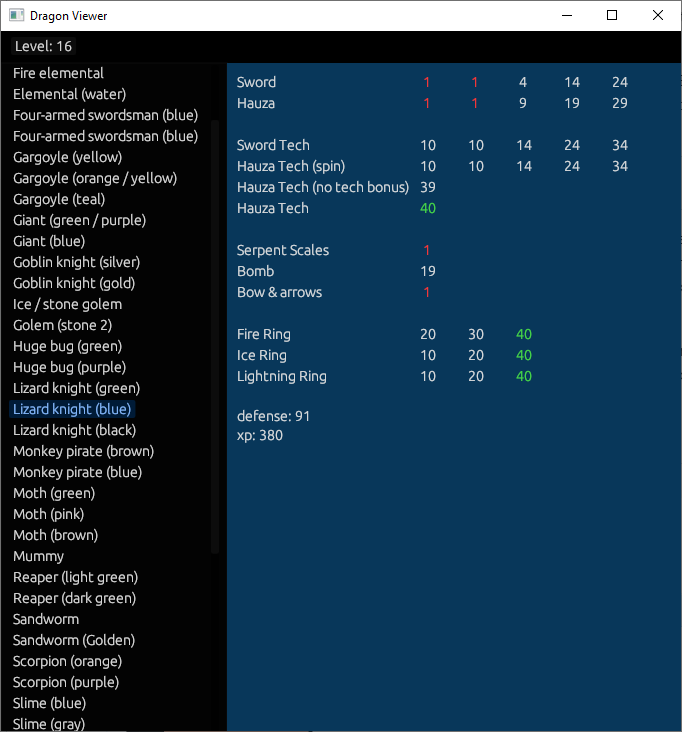 Dragon Viewer
Level: 16
Fire elemental
Elemental (water)
Four-armed swordsman (blue)
Four-armed swordsman (blue)
Gargoyle (yellow)
Gargoyle (orange / yellow)
Gargoyle (teal)
Giant (green / purple)
Giant (blue)
Goblin knight (silver)
Goblin knight (gold)
Ice / stone golem
Golem (stone 2)
Huge bug (green)
Huge bug (purple)
Lizard knight (green)
Lizard knight (blue)
Lizard knight (black)
Monkey pirate (brown)
Monkey pirate (blue)
Moth (green)
Moth (pink)
Moth (brown)
Mummy
Reaper (light green)
Reaper (dark green)
Sandworm
Sandworm (Golden)
Scorpion (orange)
Scorpion (purple)
Slime (blue)
Slime (gray)
Sword 1 1 4 14 24
Hauza 1 1 9 19 29
Sword Tech 10 10 14 24 34
Hauza Tech (spin) 10 10 14 24 34
Hauza Tech (no tech bonus) 39
Hauza Tech 40
Serpent Scales 1
Bomb 19
Bow & arrows 1
Fire Ring 20 30 40
Ice Ring 10 20 40
Lightning Ring 10 20 40
defense: 91
xp: 380